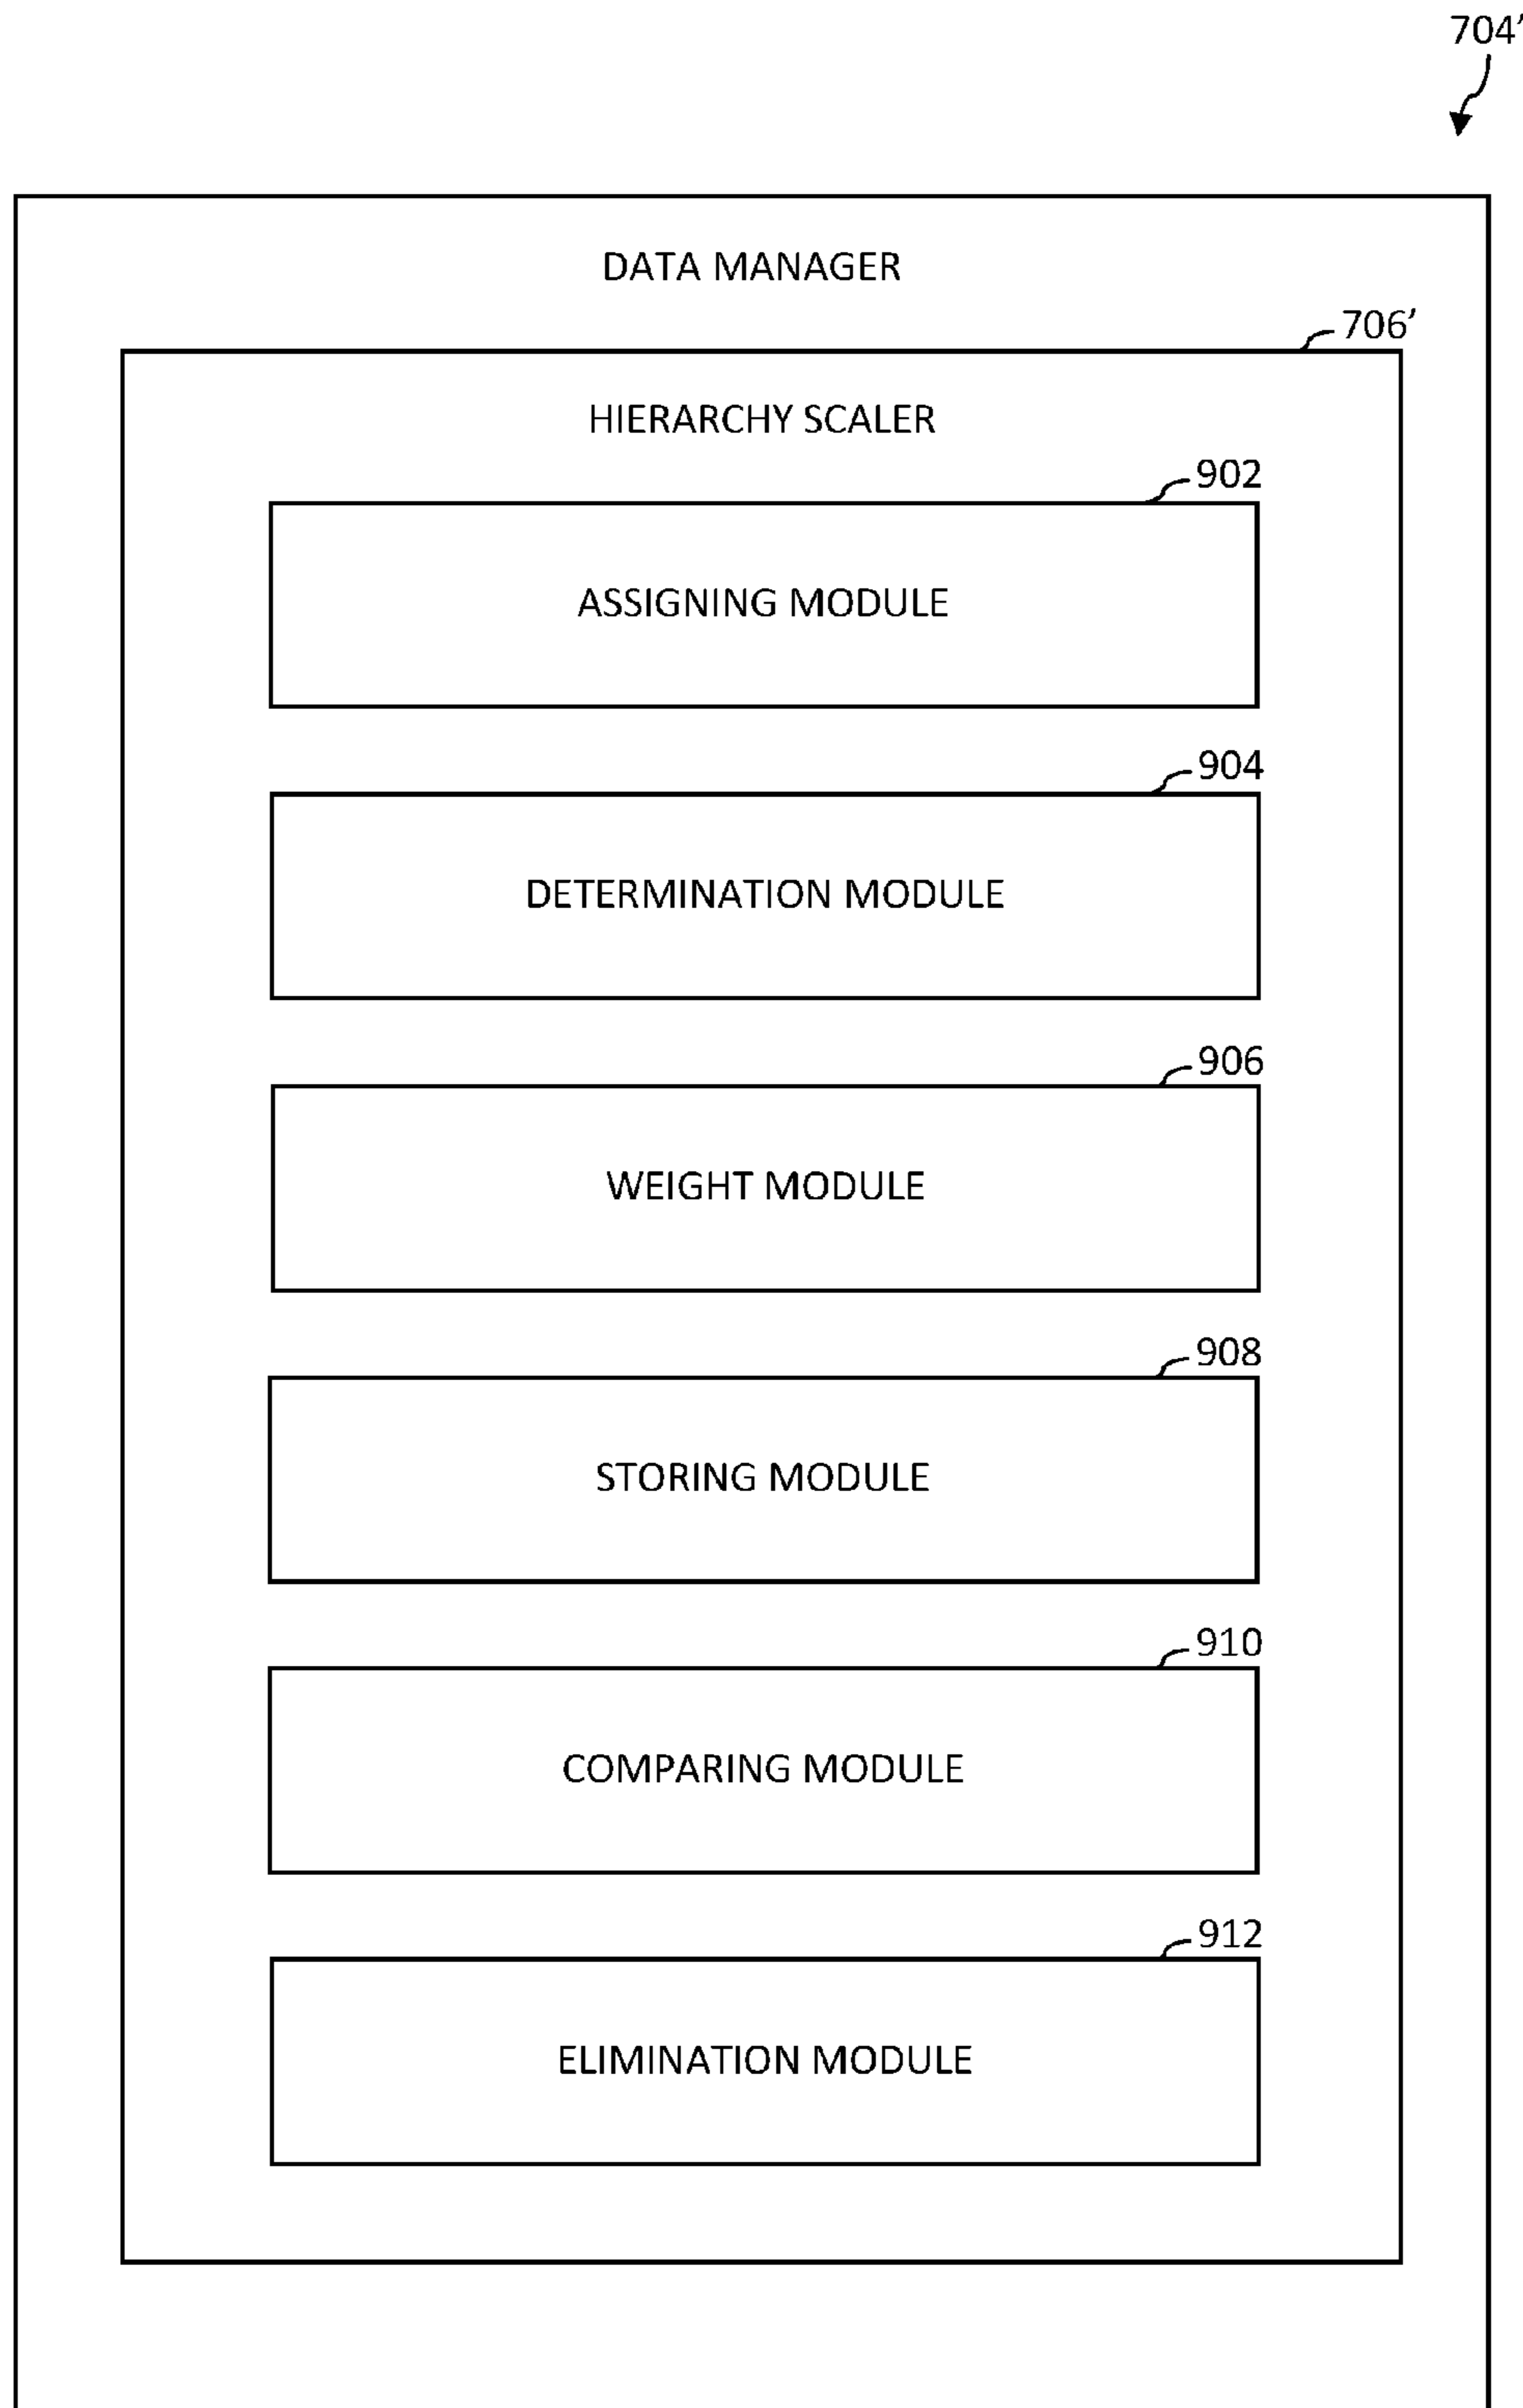 704’
DATA MANAGER
706’
HIERARCHY SCALER
902
ASSIGNING MODULE
904
DETERMINATION MODULE
906
WEIGHT MODULE
908
STORING MODULE
910
COMPARING MODULE
912
ELIMINATION MODULE